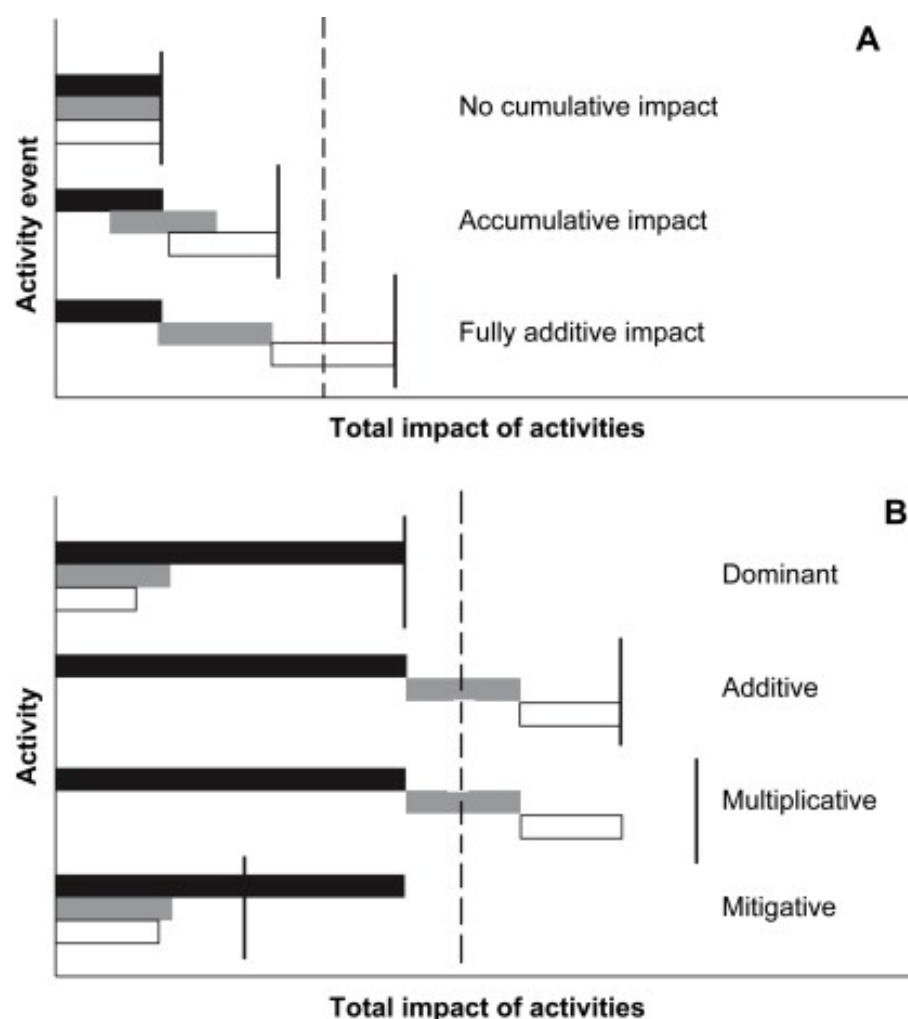 A
No cumulative impact
Accumulative impact
Fully additive impact
Activity event
Total impact of activities
B
Dominant
Additive
Multiplicative
Mitigative
Activity
Total impact of activities